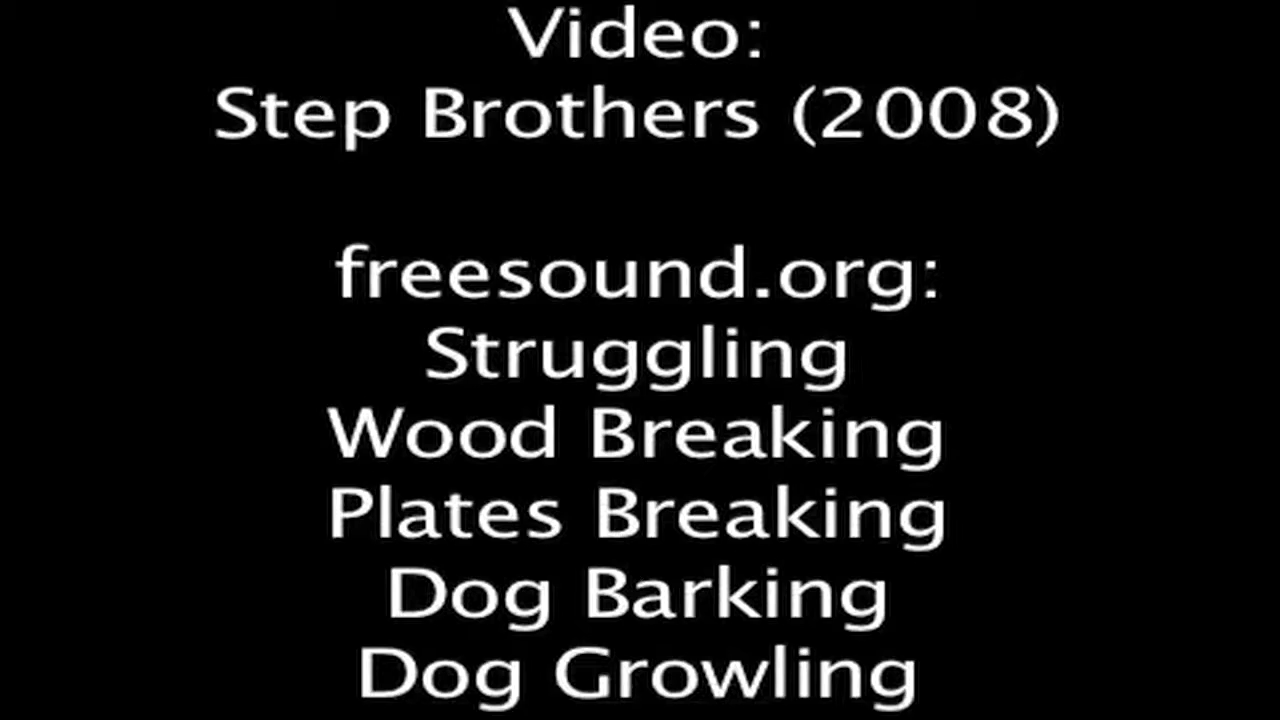 Video:
Step Brothers (2008)
freesound.org:
Struggling
Wood Breaking
Plates Breaking
Dog Barking
Dog Growling